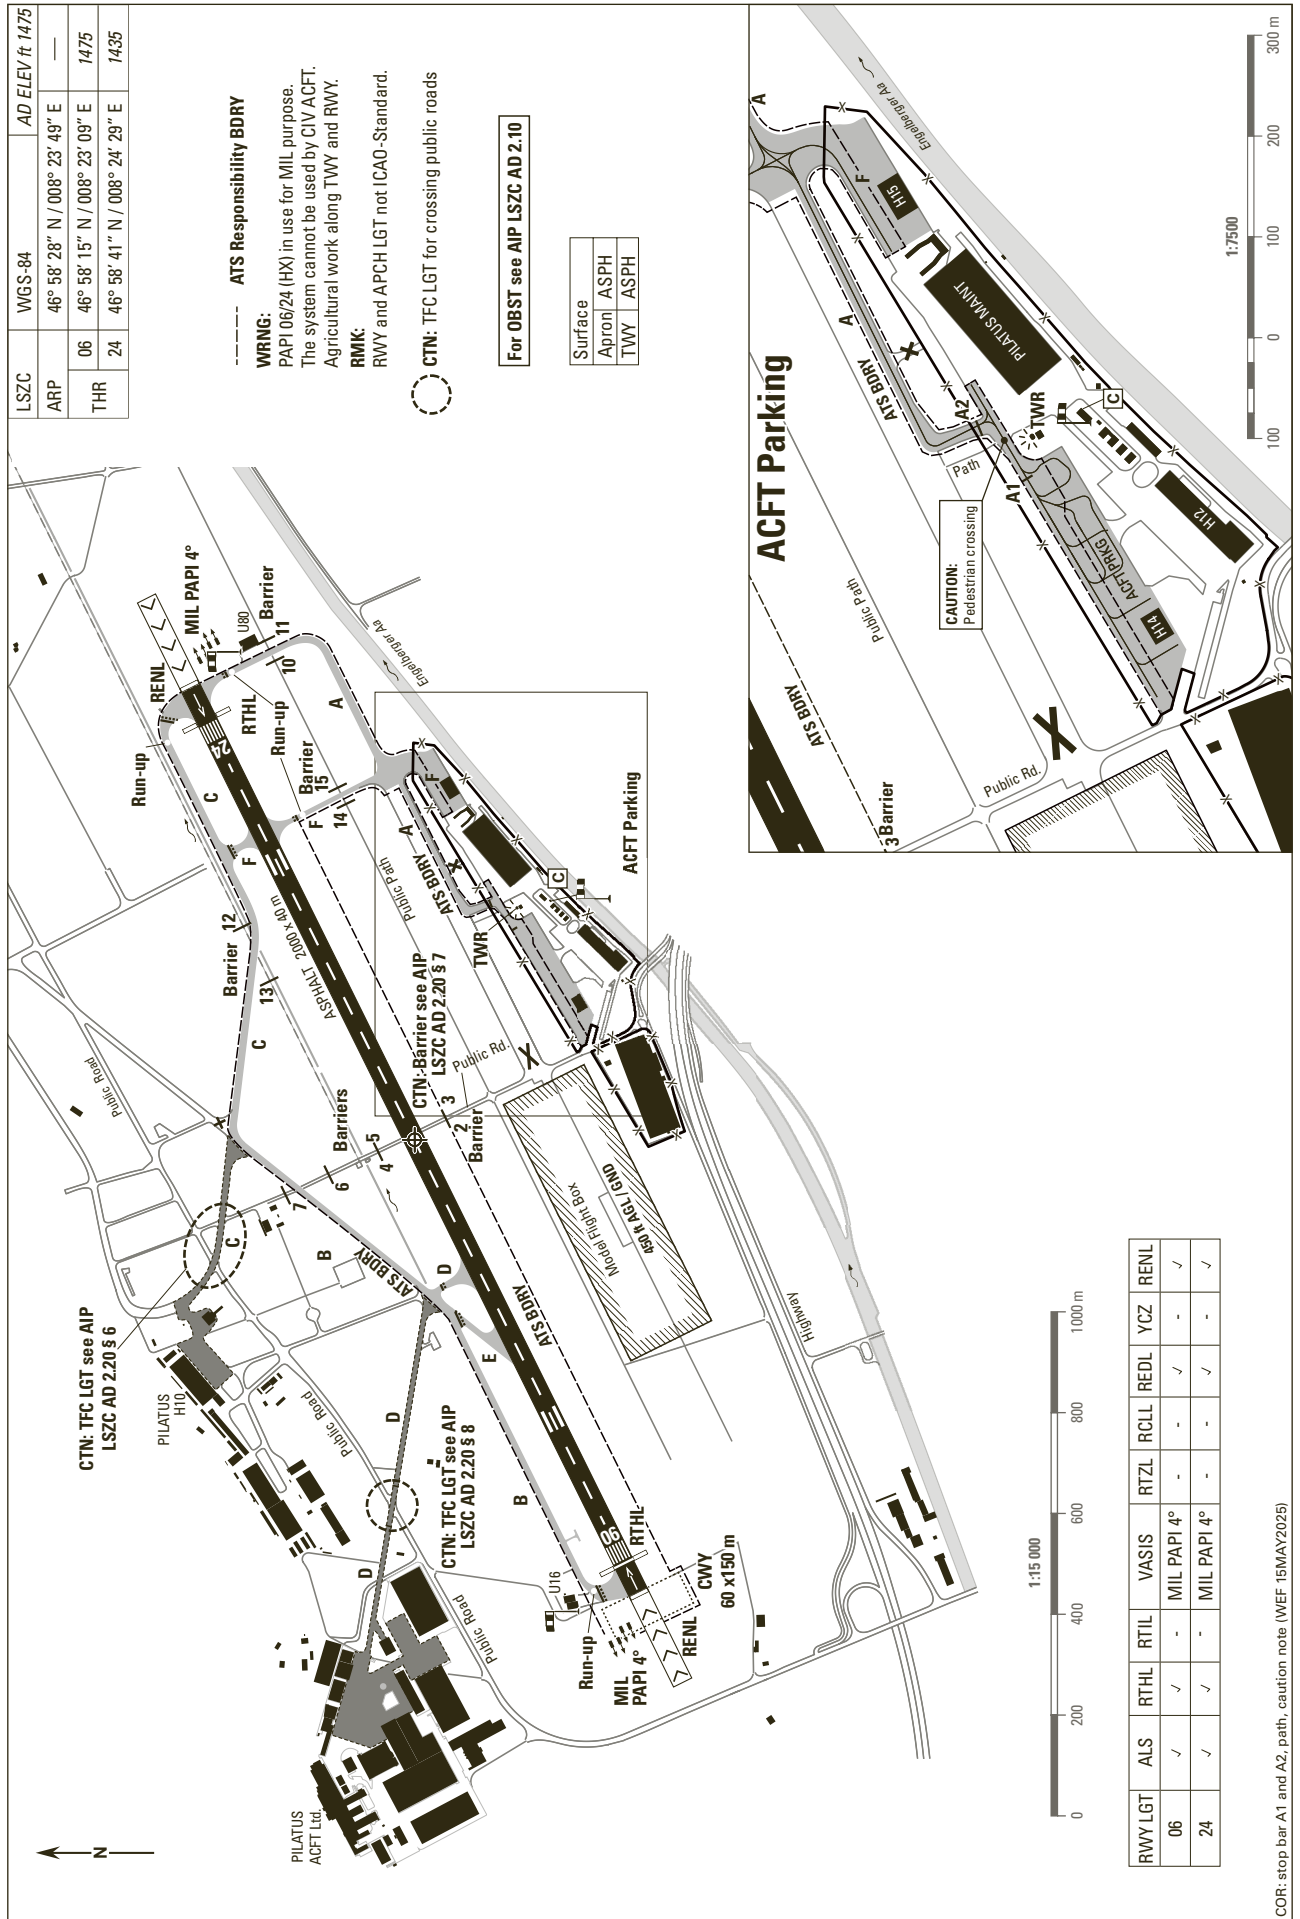 LSZC WGS-84 AD ELEV ft 1475
ARP 46° 58' 28" N / 008° 23' 49" E —
THR 06 46° 58' 15" N / 008° 23' 09" E 1475
24 46° 58' 41" N / 008° 24' 29" E 1435
ATS Responsibility BDRY
WRNG:
PAPI 06/24 (HX) in use for MIL purpose.
The system cannot be used by CIV ACFT.
Agricultural work along TWY and RWY.
RMK:
RWY and APCH LGT not ICAO-Standard.
CTN: TFC LGT for crossing public roads
For OBST see AIP LSZC AD 2.10
Surface
Apron ASPH
TWY ASPH
N
PILATUS
ACFT Ltd.
CTN: TFC LGT see AIP
LSZC AD 2.20 § 6
PILATUS
H10
Public Road
Public Road
Public Road
D
D
C
B
ATS BDRY
CTN: TFC LGT see AIP
LSZC AD 2.20 § 8
B
E
D
7
6
Barriers
5
4
C
Barrier
12
13
ASPHALT 2000 x 40 m
F
C
Run-up
RENL
24
RTHL
Run-up
MIL PAPI 4°
U80
Barrier
11
10
A
Barrier
15
14
F
Engelberger Aa
Public Path
A
ATS BDRY
F
TWR
C
ACFT Parking
CTN: Barrier see AIP
LSZC AD 2.20 § 7
Public Rd.
3
2
Barrier
ATS BDRY
Model Flight Box
450 ft AGL / GND
Highway
U16
Run-up
MIL
PAPI 4°
RENL
06
RTHL
CWY
60 x150 m
1:15 000
0 200 400 600 800 1000 m
RWY LGT ALS RTHL RTIL VASIS RTZL RCLL REDL YCZ RENL
06 √ √ - MIL PAPI 4° - - √ - √
24 √ √ - MIL PAPI 4° - - √ - √
ACFT Parking
A
Engelberger Aa
F
H15
A
ATS BDRY
PILATUS MAINT
A2
TWR
C
Path
A1
CAUTION:
Pedestrian crossing
Public Path
ACFT PRKG
H14
H12
ATS BDRY
Public Rd.
3
Barrier
1:7500
100 0 100 200 300 m
COR: stop bar A1 and A2, path, caution note (WEF 15MAY2025)